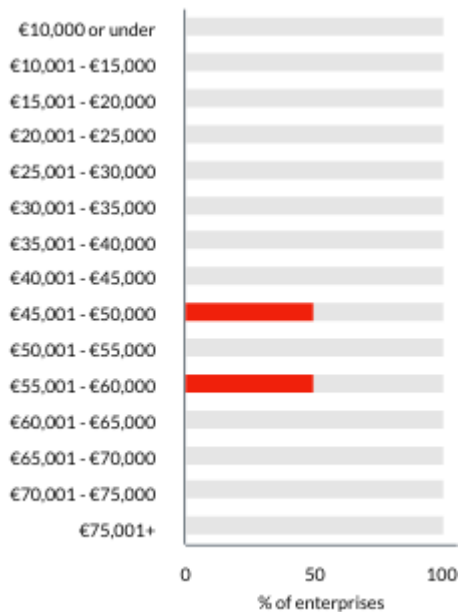 €10,000 or under
€10,001 - €15,000
€15,001 - €20,000
€20,001 - €25,000
€25,001 - €30,000
€30,001 - €35,000
€35,001 - €40,000
€40,001 - €45,000
€45,001 - €50,000
€50,001 - €55,000
€55,001 - €60,000
€60,001 - €65,000
€65,001 - €70,000
€70,001 - €75,000
€75,001+
0 50 100
% of enterprises